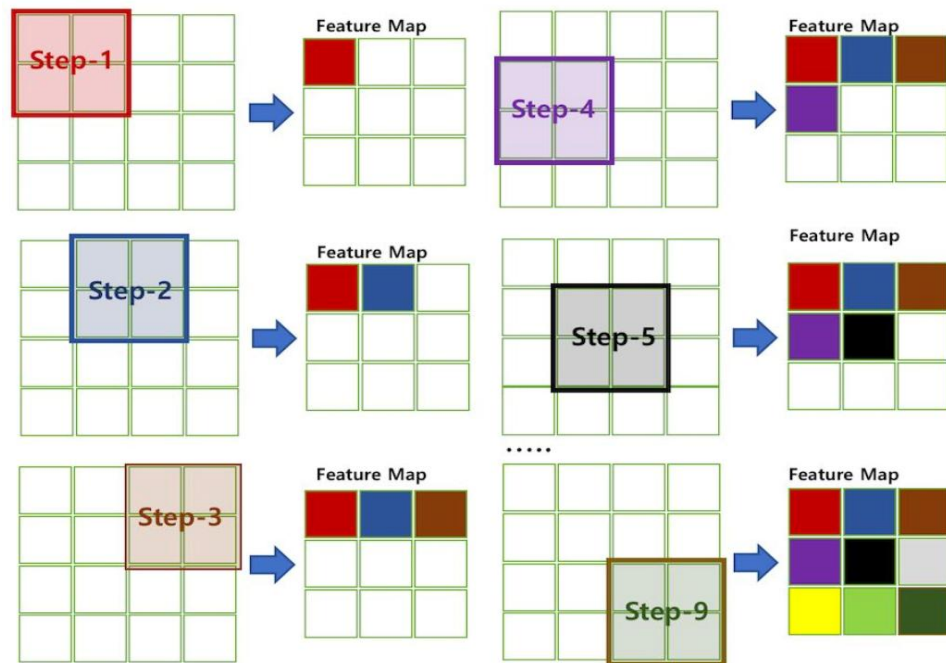 Feature Map
Step-1
Feature Map
Step-4
Feature Map
Step-2
Feature Map
Step-5
.....
Feature Map
Step-3
Feature Map
Step-9